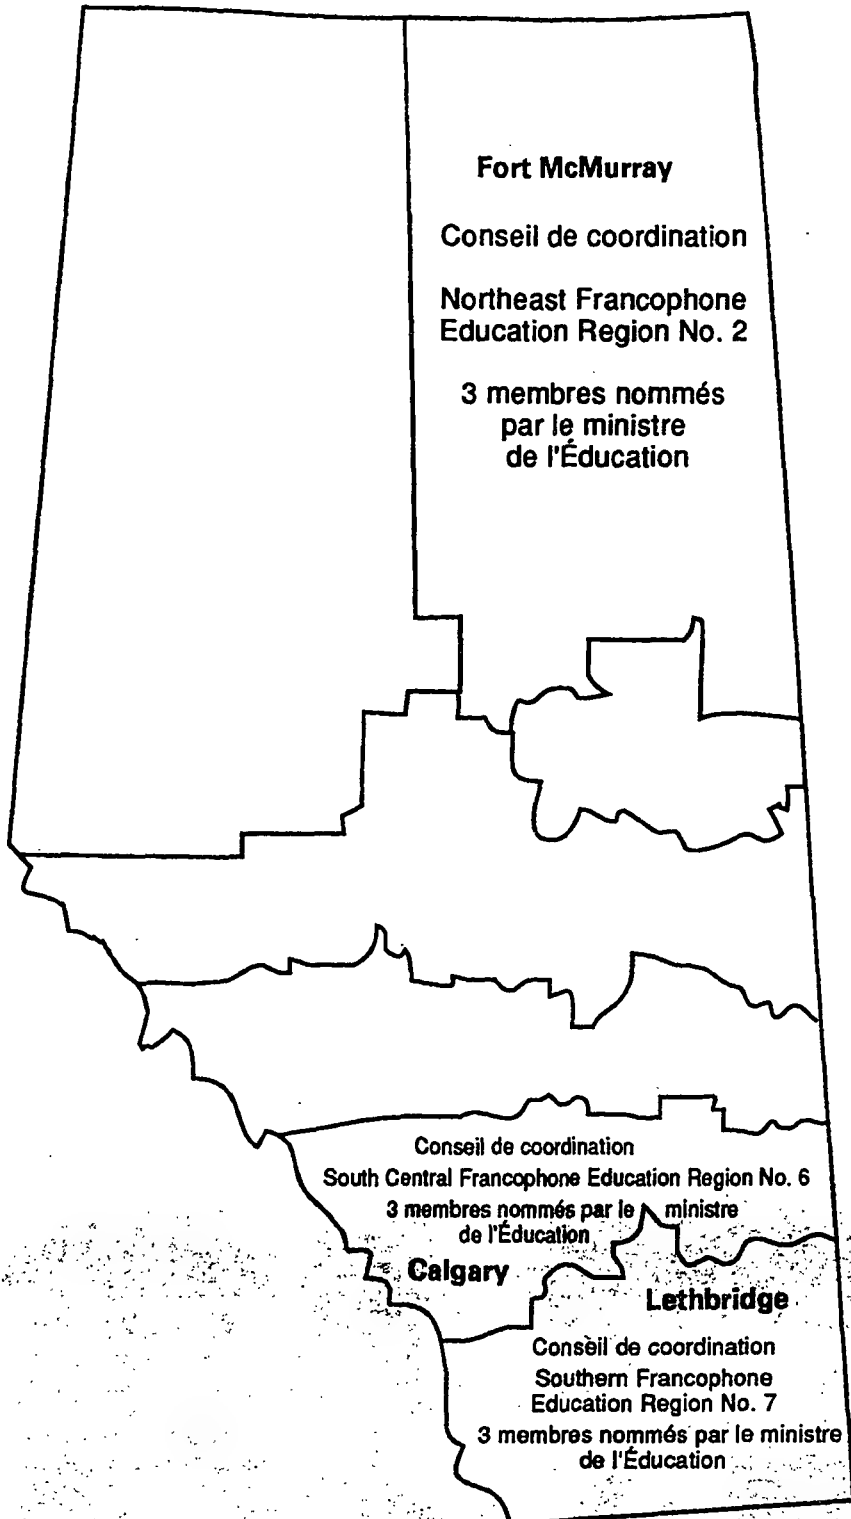 Fort McMurray
Conseil de coordination
Northeast Francophone
Education Region No. 2
3 membres nommés
par le ministre
de l'Éducation
Conseil de coordination
South Central Francophone Education Region No. 6
3 membres nommés par le ministre
de l'Éducation
Calgary
Lethbridge
Conseil de coordination
Southern Francophone
Education Region No. 7
3 membres nommés par le ministre
de l'Éducation